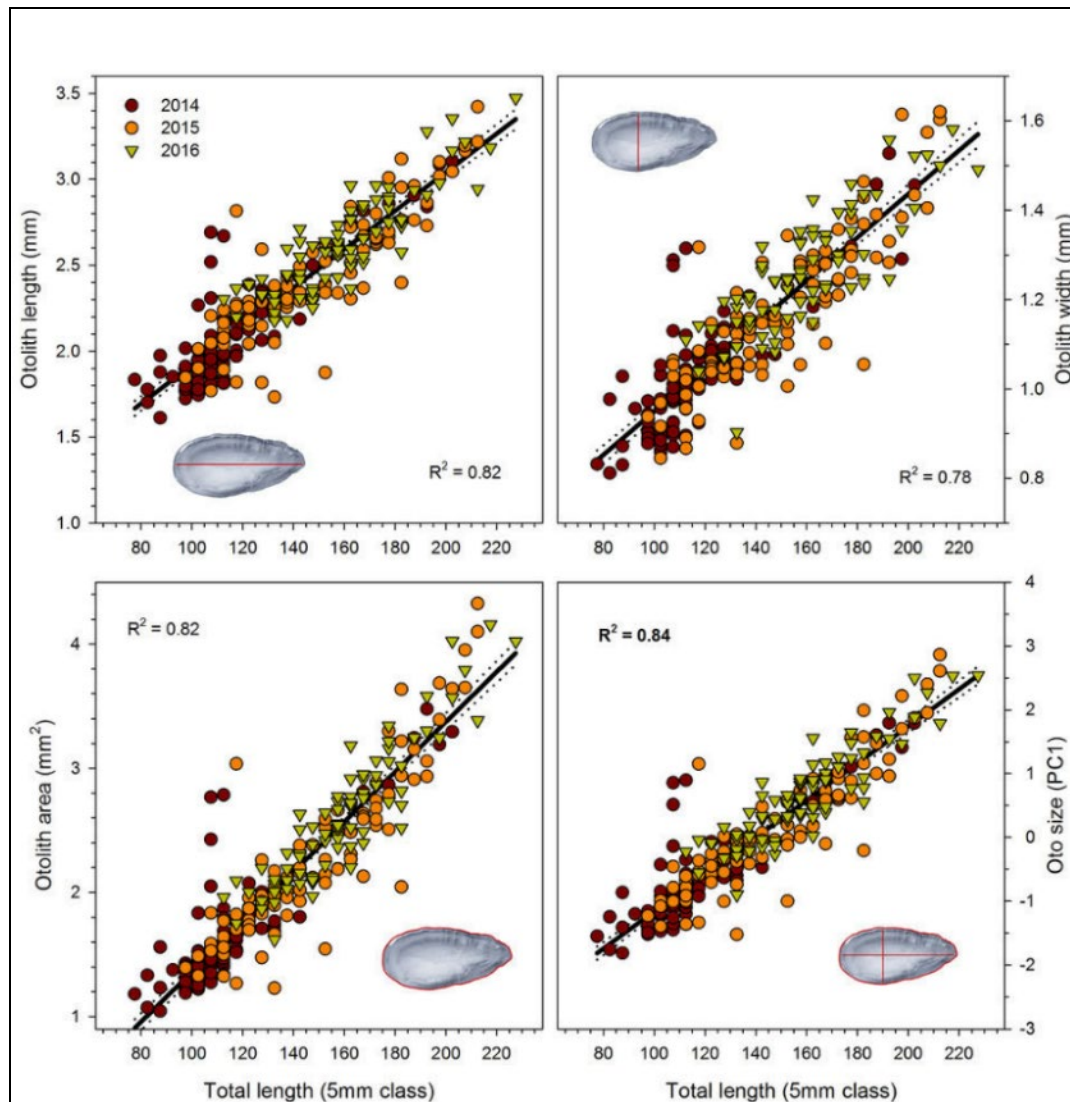 3.5
3.0
2.5
2.0
1.5
1.0
Otolith length (mm)
2014
2015
2016
R² = 0.82
80 100 120 140 160 180 200 220
1.6
1.4
1.2
1.0
0.8
Otolith width (mm)
R² = 0.78
80 100 120 140 160 180 200 220
4
3
2
1
Otolith area (mm²)
R² = 0.82
80 100 120 140 160 180 200 220
Total length (5mm class)
4
3
2
1
0
-1
-2
-3
Oto size (PC1)
R² = 0.84
80 100 120 140 160 180 200 220
Total length (5mm class)